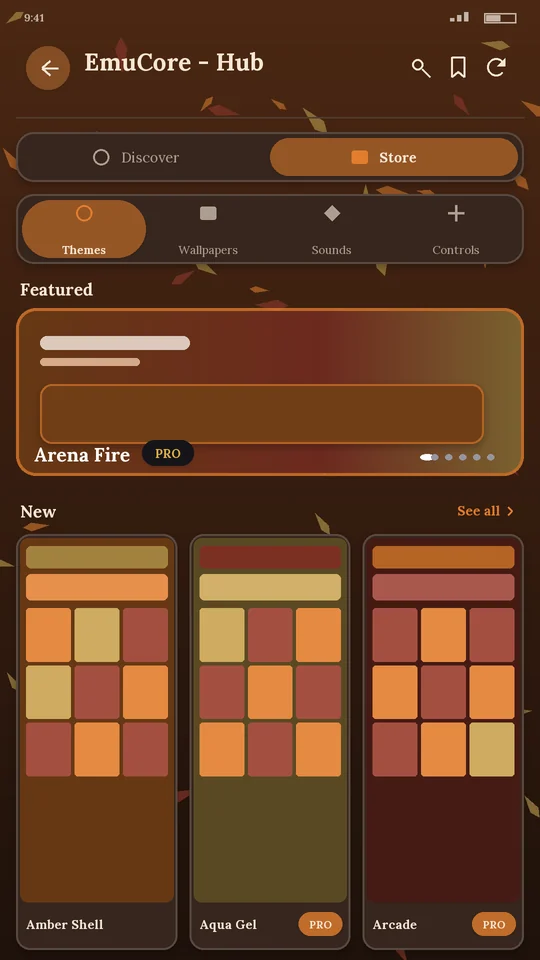 9:41
EmuCore - Hub
Discover
Store
Themes
Wallpapers
Sounds
Controls
Featured
Arena Fire
PRO
New
See all
Amber Shell
Aqua Gel
PRO
Arcade
PRO